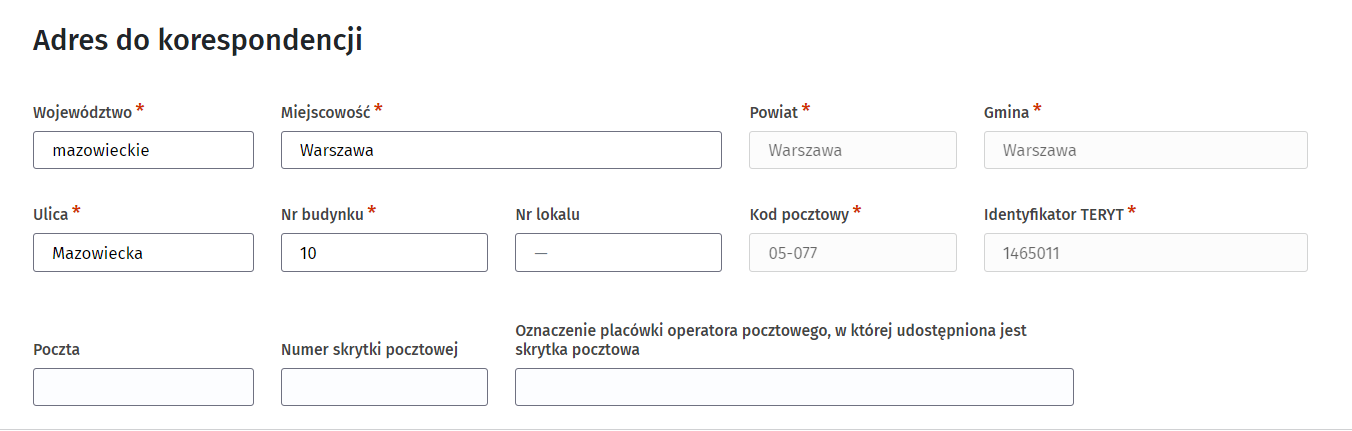 Adres do korespondencji
Województwo *
Miejscowość *
Powiat *
Gmina *
mazowieckie
Warszawa
Warszawa
Warszawa
Ulica *
Nr budynku *
Nr lokalu
Kod pocztowy *
Identyfikator TERYT *
Mazowiecka
10
—
05-077
1465011
Poczta
Numer skrytki pocztowej
Oznaczenie placówki operatora pocztowego, w której udostępniona jest
skrytka pocztowa